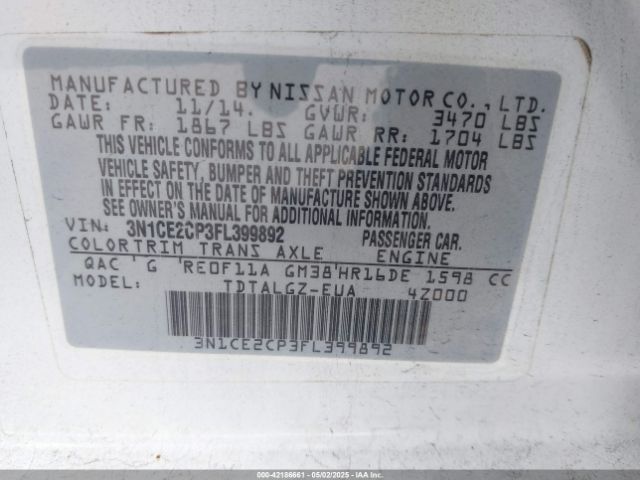 MANUFACTURED BY NISSAN MOTOR CO., LTD.
DATE: 11/14. GVWR: 3470 LBS
GAWR FR: 1867 LBS GAWR RR: 1704 LBS
THIS VEHICLE CONFORMS TO ALL APPLICABLE FEDERAL MOTOR
VEHICLE SAFETY, BUMPER AND THEFT PREVENTION STANDARDS
IN EFFECT ON THE DATE OF MANUFACTURE SHOWN ABOVE.
SEE OWNER'S MANUAL FOR ADDITIONAL INFORMATION.
VIN: 3N1CE2CP3FL399892 PASSENGER CAR.
COLOR TRIM TRANS AXLE ENGINE
QAC ' G 'RE0F11A GM38'HR16DE 1598 CC
MODEL: TDTALGZ-EUA 4Z000
3N1CE2CP3FL399892
000-42186661 - 05/02/2025 - IAA Inc.